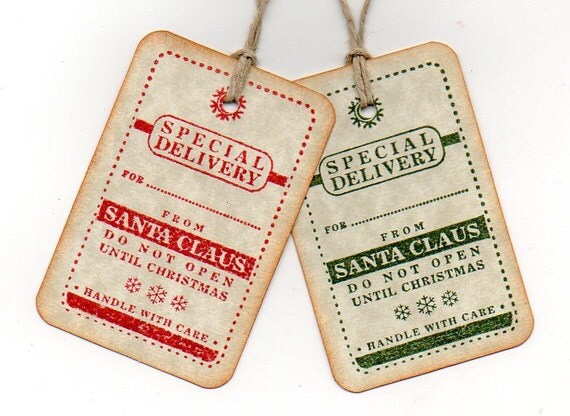 SPECIAL
DELIVERY
FOR ....................
FROM
SANTA CLAUS
DO NOT OPEN
UNTIL CHRISTMAS
• HANDLE WITH CARE •
SPECIAL
DELIVERY
FOR ....................
FROM
SANTA CLAUS
DO NOT OPEN
UNTIL CHRISTMAS
• HANDLE WITH CARE •